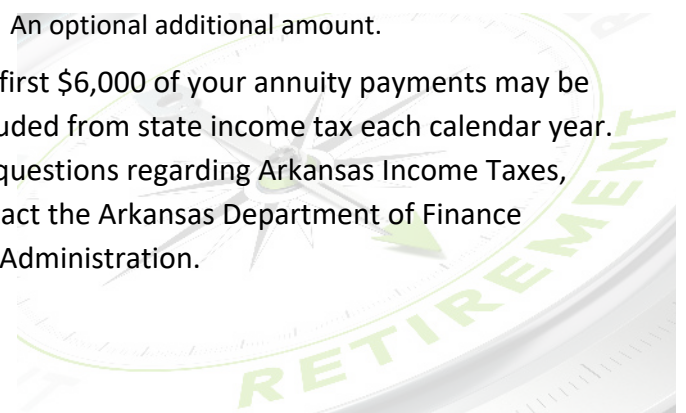 An optional additional amount.
first $6,000 of your annuity payments may be
luded from state income tax each calendar year.
questions regarding Arkansas Income Taxes,
act the Arkansas Department of Finance
Administration.
RETIREMENT